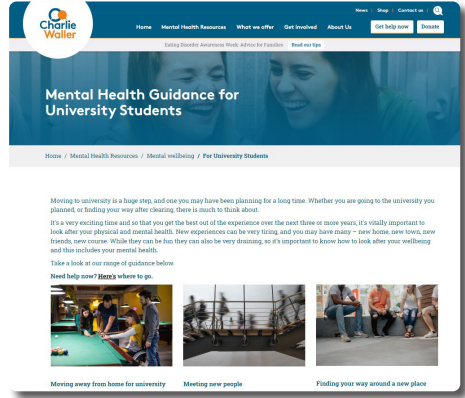 News | Shop | Contact us |
Charlie
Waller
Home Mental Health Resources What we offer Get involved About Us Get help now Donate
Eating Disorder Awareness Week: Advice for Families Read our tips
Mental Health Guidance for
University Students
Home / Mental Health Resources / Mental wellbeing / For University Students
Moving to university is a huge step, and one you may have been planning for a long time. Whether you are going to the university you
planned, or finding your way after clearing, there is much to think about.
It's a very exciting time and so that you get the best out of the experience over the next three or more years, it's vitally important to
look after your physical and mental health. New experiences can be very tiring, and you may have many – new home, new town, new
friends, new course. While they can be fun they can also be very draining, so it's important to know how to look after your wellbeing
and this includes your mental health.
Take a look at our range of guidance below.
Need help now? Here's where to go.
Moving away from home for university Meeting new people Finding your way around a new place